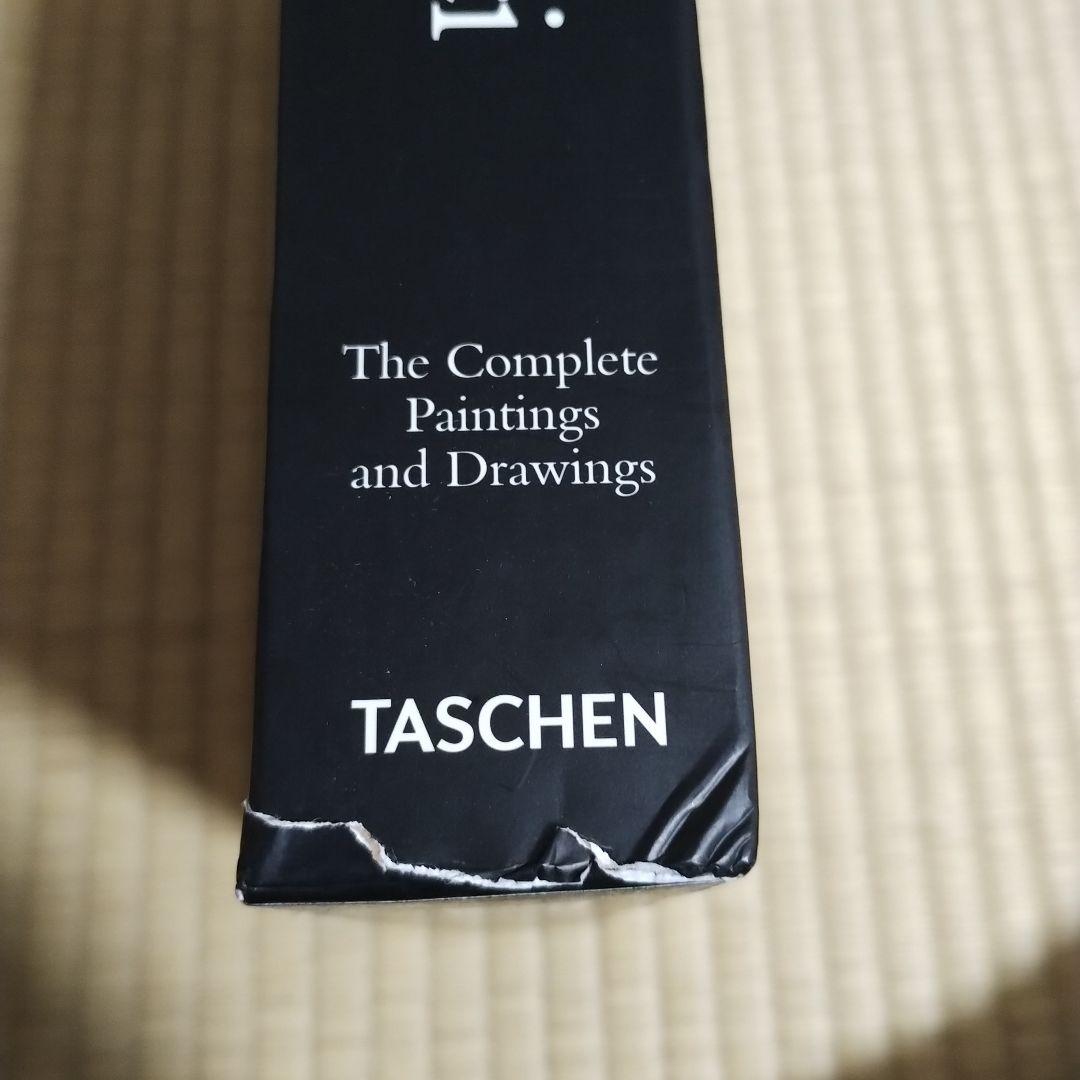 The Complete
Paintings
and Drawings
TASCHEN